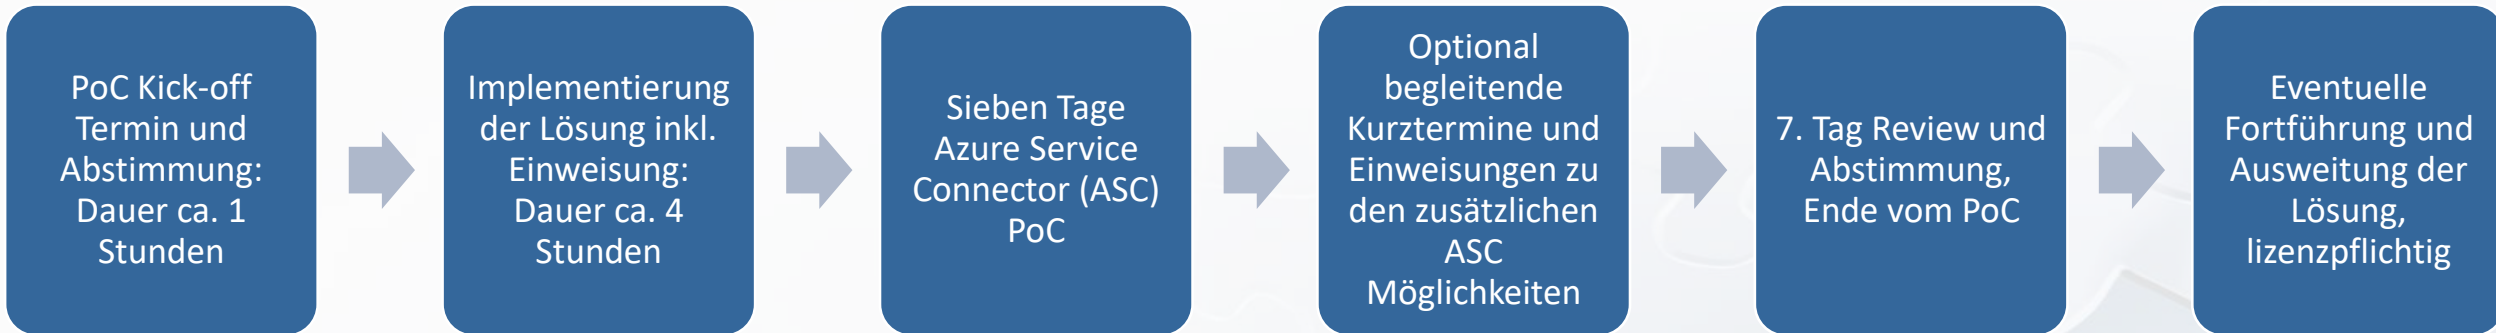 PoC Kick-off
Termin und
Abstimmung:
Dauer ca. 1
Stunden
Implementierung
der Lösung inkl.
Einweisung:
Dauer ca. 4
Stunden
Sieben Tage
Azure Service
Connector (ASC)
PoC
Optional
begleitende
Kurztermine und
Einweisungen zu
den zusätzlichen
ASC
Möglichkeiten
7. Tag Review und
Abstimmung,
Ende vom PoC
Eventuelle
Fortführung und
Ausweitung der
Lösung,
lizenzpflichtig